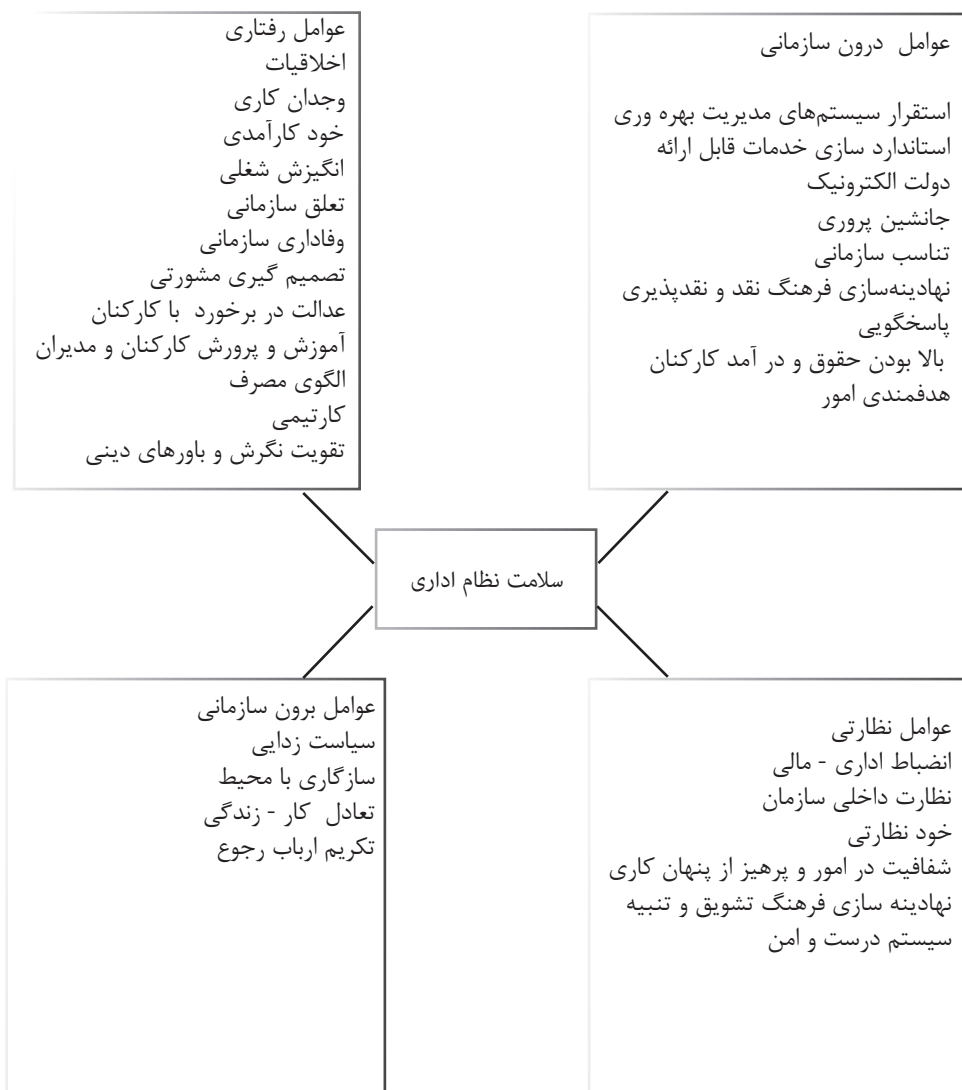 عوامل درون سازمانی
استقرار سیستم‌های مدیریت بهره وری
استاندارد سازی خدمات قابل ارائه
دولت الکترونیک
جانشین پروری
تناسب سازمانی
نهادینه‌سازی فرهنگ نقد و نقدپذیری
پاسخگویی
بالا بودن حقوق و در آمد کارکنان
هدفمندی امور
عوامل رفتاری
اخلاقیات
وجدان کاری
خود کارآمدی
انگیزش شغلی
تعلق سازمانی
وفاداری سازمانی
تصمیم گیری مشورتی
عدالت در برخورد با کارکنان
آموزش و پرورش کارکنان و مدیران
الگوی مصرف
کارتیمی
تقویت نگرش و باورهای دینی
سلامت نظام اداری
عوامل نظارتی
انضباط اداری - مالی
نظارت داخلی سازمان
خود نظارتی
شفافیت در امور و پرهیز از پنهان کاری
نهادینه سازی فرهنگ تشویق و تنبیه
سیستم درست و امن
عوامل برون سازمانی
سیاست زدایی
سازگاری با محیط
تعادل کار - زندگی
تکریم ارباب رجوع